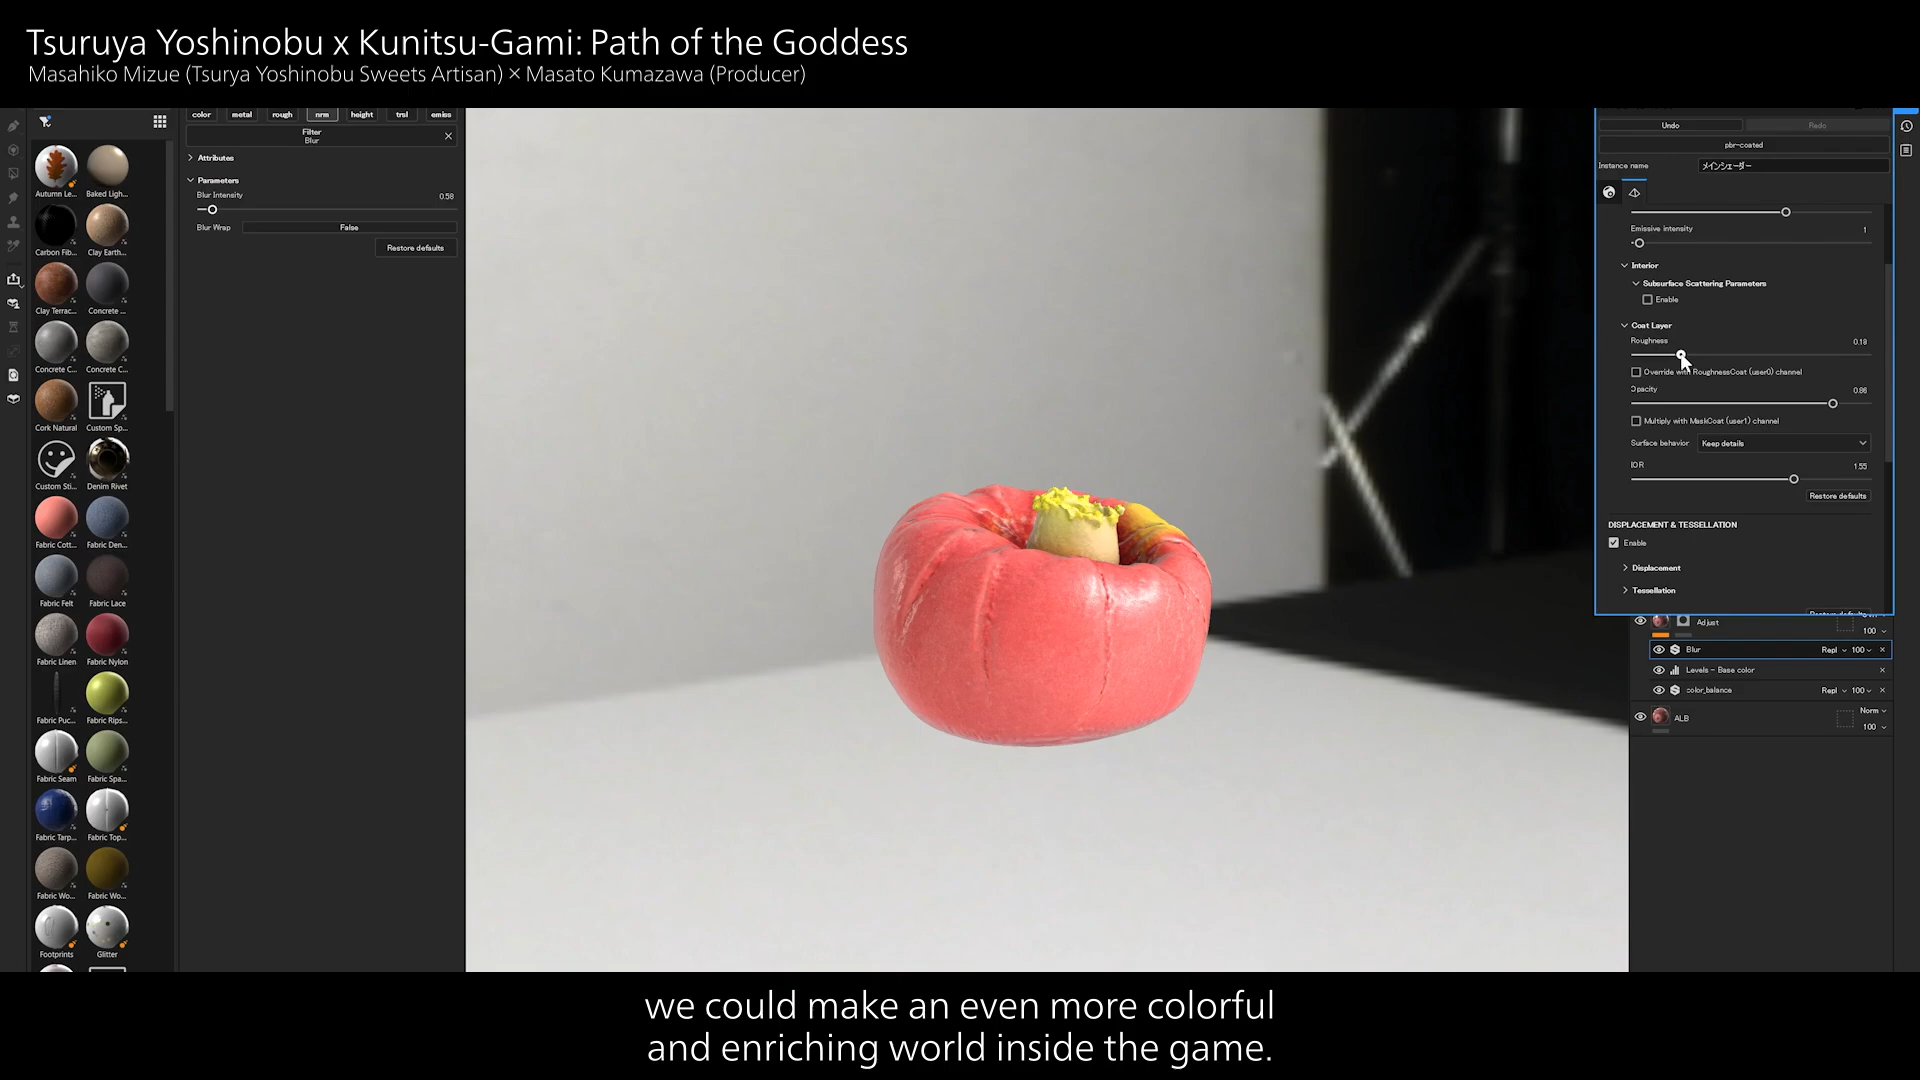 Tsuruya Yoshinobu x Kunitsu-Gami: Path of the Goddess
Masahiko Mizue (Tsurya Yoshinobu Sweets Artisan) × Masato Kumazawa (Producer)
color metal rough nrm height trsl emiss
Filter
Blur
Attributes
Parameters
Blur Intensity 0.58
Blur Wrap False
Restore defaults
Autumn Le... Baked Ligh...
Carbon Fib... Clay Earth...
Clay Terrac... Concrete ...
Concrete C... Concrete C...
Cork Natural Custom Sp...
Custom Sti... Denim Rivet
Fabric Cott... Fabric Den...
Fabric Felt Fabric Lace
Fabric Linen Fabric Nylon
Fabric Puc... Fabric Rips...
Fabric Seam Fabric Spa...
Fabric Tarp... Fabric Top...
Fabric Wo... Fabric Wo...
Footprints Glitter
Undo Redo
pbr-coated
Instance name メインシェーダー
Emissive intensity 1
Interior
Subsurface Scattering Parameters
Enable
Coat Layer
Roughness 0.18
Override with RoughnessCoat (user0) channel
Opacity 0.86
Multiply with MaskCoat (user1) channel
Surface behavior Keep details
IOR 1.55
Restore defaults
DISPLACEMENT & TESSELLATION
Enable
Displacement
Tessellation
Adjust
100
Blur Repl 100
Levels - Base color
color_balance Repl 100
ALB Norm
100
we could make an even more colorful
and enriching world inside the game.